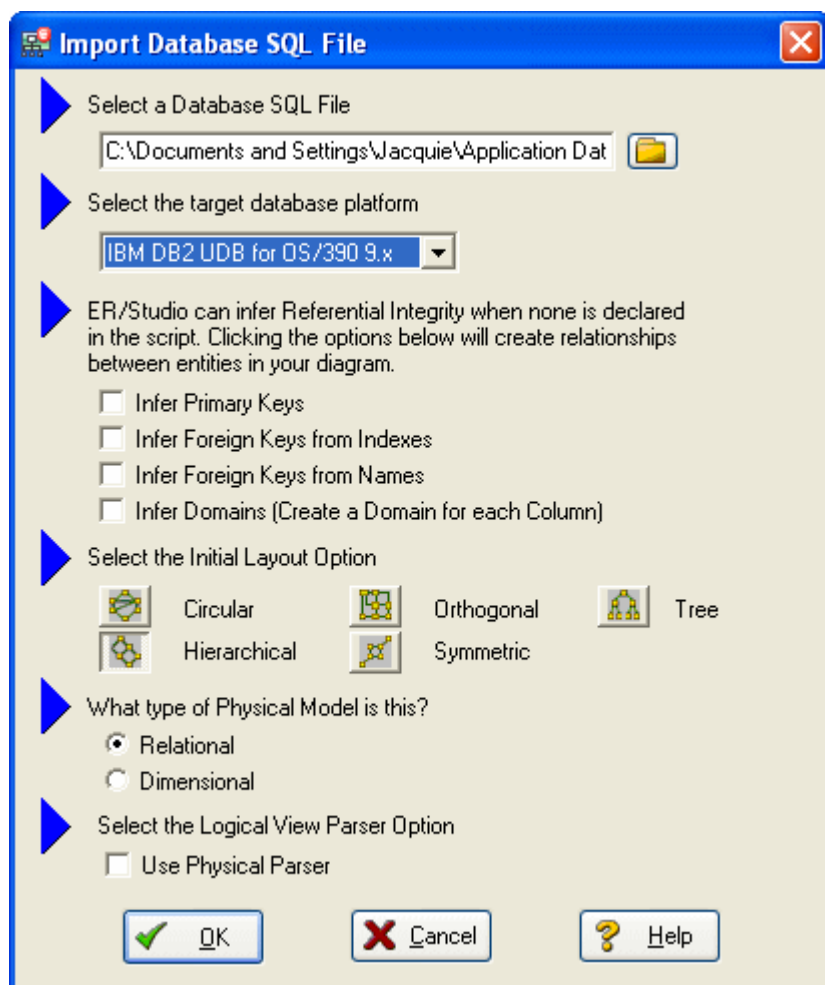 Import Database SQL File
Select a Database SQL File
C:\Documents and Settings\Jacquie\Application Dat
Select the target database platform
IBM DB2 UDB for OS/390 9.x
ER/Studio can infer Referential Integrity when none is declared
in the script. Clicking the options below will create relationships
between entities in your diagram.
Infer Primary Keys
Infer Foreign Keys from Indexes
Infer Foreign Keys from Names
Infer Domains (Create a Domain for each Column)
Select the Initial Layout Option
Circular Orthogonal Tree
Hierarchical Symmetric
What type of Physical Model is this?
Relational
Dimensional
Select the Logical View Parser Option
Use Physical Parser
OK Cancel Help